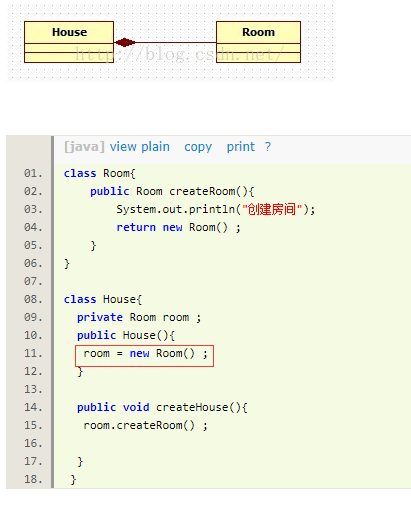 House
Room
http://blog.csdn.net/
[java] view plain copy print ?
01. class Room{
02. public Room createRoom(){
03. System.out.println("创建房间");
04. return new Room() ;
05. }
06. }
07.
08. class House{
09. private Room room ;
10. public House(){
11. room = new Room() ;
12. }
13.
14. public void createHouse(){
15. room.createRoom() ;
16.
17. }
18. }